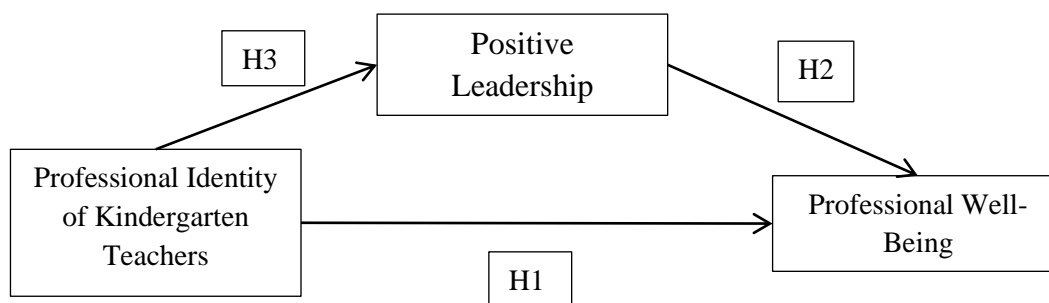 H3
Positive
Leadership
H2
Professional Identity
of Kindergarten
Teachers
Professional Well-
Being
H1